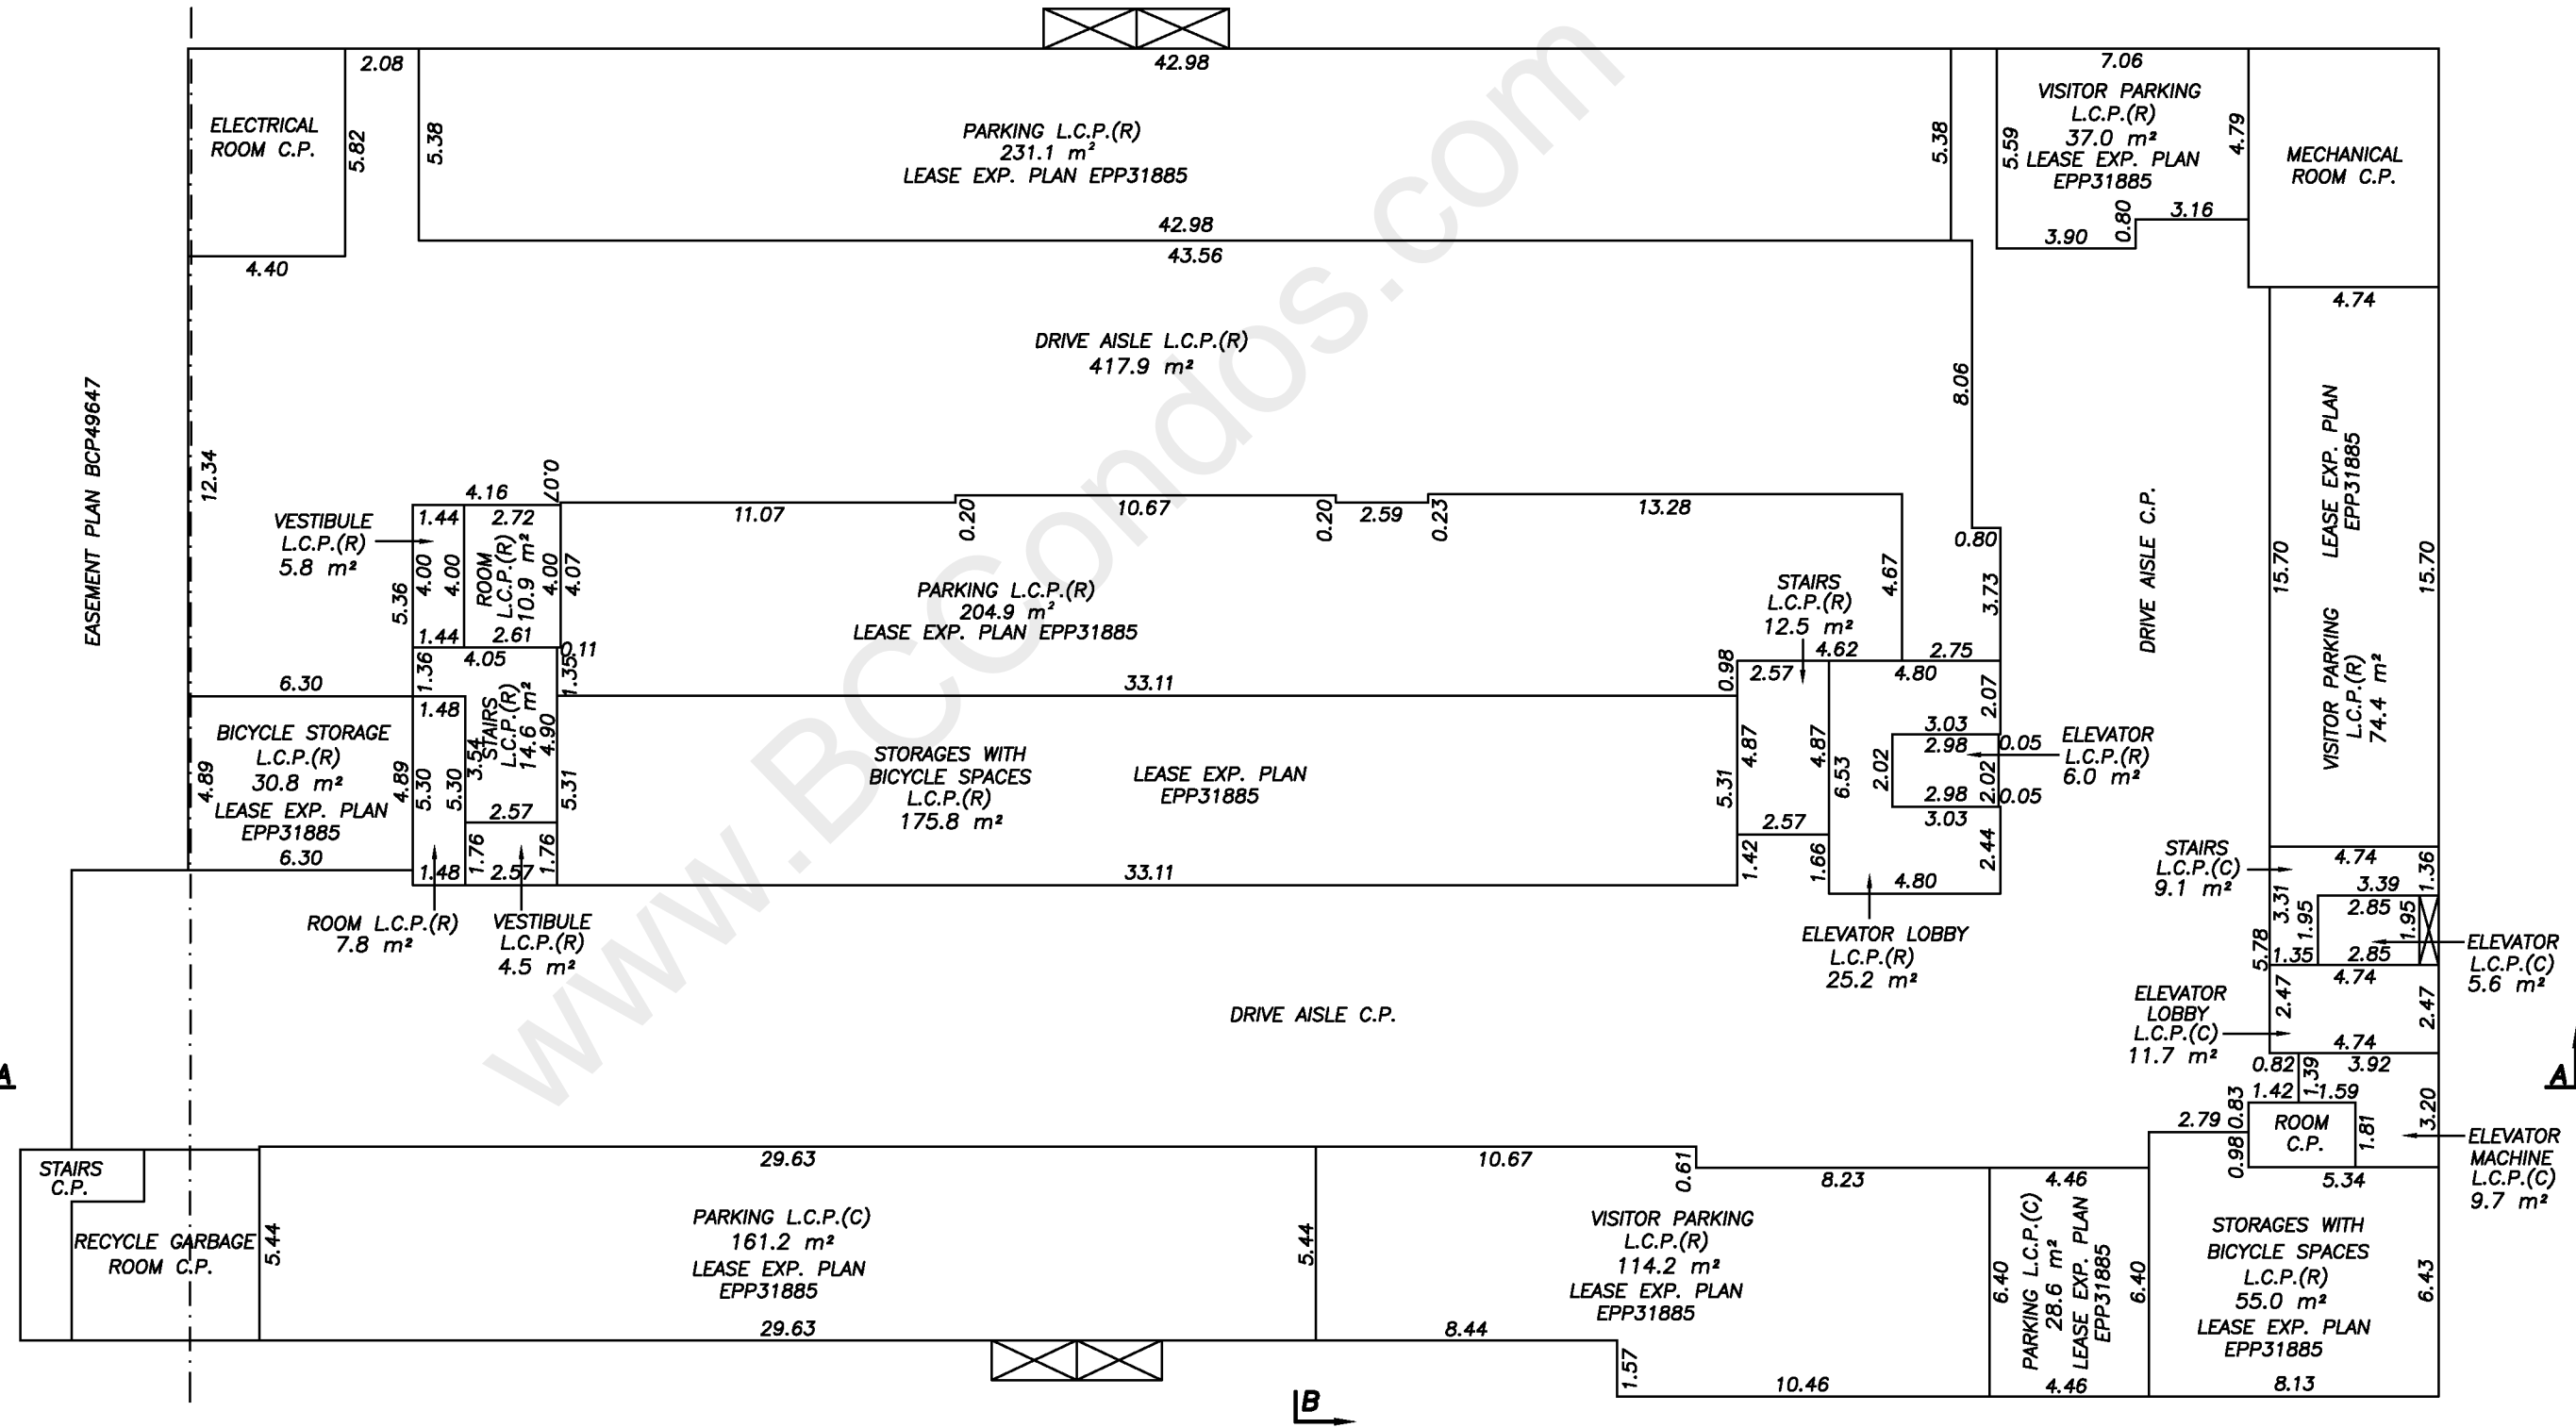 2.08
42.98
7.06
ELECTRICAL
ROOM C.P.
5.82
5.38
PARKING L.C.P.(R)
231.1 m²
LEASE EXP. PLAN EPP31885
5.38
5.59
VISITOR PARKING
L.C.P.(R)
37.0 m²
LEASE EXP. PLAN
EPP31885
4.79
MECHANICAL
ROOM C.P.
42.98
3.90
0.80
3.16
4.40
43.56
4.74
DRIVE AISLE L.C.P.(R)
417.9 m²
8.06
EASEMENT PLAN BCP49647
12.34
4.16
0.07
11.07
0.20
10.67
0.20
2.59
0.23
13.28
0.80
DRIVE AISLE C.P.
15.70
VISITOR PARKING LEASE EXP. PLAN
L.C.P.(R) EPP31885
74.4 m²
15.70
VESTIBULE
L.C.P.(R)
5.8 m²
1.44
2.72
5.36
4.00
4.00
ROOM
L.C.P.(R)
10.9 m²
4.00
4.07
1.44
2.61
PARKING L.C.P.(R)
204.9 m²
LEASE EXP. PLAN EPP31885
STAIRS
L.C.P.(R)
12.5 m²
4.67
3.73
4.62
2.75
1.36
4.05
0.11
1.35
6.30
33.11
0.98
2.57
4.80
2.07
BICYCLE STORAGE
L.C.P.(R)
30.8 m²
LEASE EXP. PLAN
EPP31885
4.89
4.89
6.30
1.48
5.30
5.30
3.54
STAIRS
L.C.P.(R)
14.6 m²
4.90
5.31
2.57
1.76
1.76
1.48
2.57
STORAGES WITH
BICYCLE SPACES
L.C.P.(R)
175.8 m²
LEASE EXP. PLAN
EPP31885
5.31
4.87
4.87
6.53
2.02
3.03
2.98
0.05
2.02
2.98
0.05
3.03
ELEVATOR
L.C.P.(R)
6.0 m²
2.57
1.42
1.66
2.44
4.80
33.11
ROOM L.C.P.(R)
7.8 m²
VESTIBULE
L.C.P.(R)
4.5 m²
ELEVATOR LOBBY
L.C.P.(R)
25.2 m²
STAIRS
L.C.P.(C)
9.1 m²
4.74
1.36
3.31
3.39
2.85
1.95
1.95
5.78
1.35
2.85
4.74
ELEVATOR
L.C.P.(C)
5.6 m²
ELEVATOR
LOBBY
L.C.P.(C)
11.7 m²
2.47
2.47
4.74
DRIVE AISLE C.P.
A
A
0.82
1.39
3.92
1.42
1.59
2.79
0.83
0.98
ROOM
C.P.
1.81
3.20
ELEVATOR
MACHINE
L.C.P.(C)
9.7 m²
5.34
STAIRS
C.P.
RECYCLE GARBAGE
ROOM C.P.
5.44
29.63
PARKING L.C.P.(C)
161.2 m²
LEASE EXP. PLAN
EPP31885
29.63
5.44
10.67
0.61
8.23
4.46
VISITOR PARKING
L.C.P.(R)
114.2 m²
LEASE EXP. PLAN
EPP31885
8.44
1.57
10.46
6.40
PARKING L.C.P.(C)
28.6 m²
LEASE EXP. PLAN
EPP31885
6.40
4.46
STORAGES WITH
BICYCLE SPACES
L.C.P.(R)
55.0 m²
LEASE EXP. PLAN
EPP31885
6.43
8.13
B
www.BCCondos.com